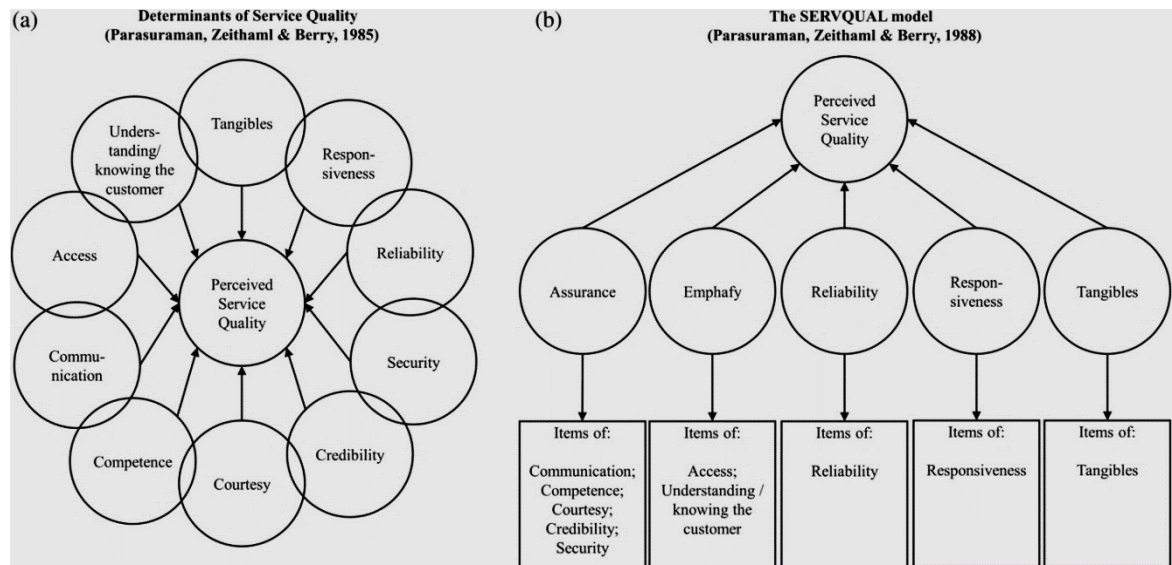 (a)
Determinants of Service Quality
(Parasuraman, Zeithaml & Berry, 1985)
Tangibles
Unders-
tanding/
knowing the
customer
Respon-
siveness
Access
Reliability
Perceived
Service
Quality
Commu-
nication
Security
Competence
Courtesy
Credibility
(b)
The SERVQUAL model
(Parasuraman, Zeithaml & Berry, 1988)
Perceived
Service
Quality
Assurance
Emphafy
Reliability
Respon-
siveness
Tangibles
Items of:
Communication;
Competence;
Courtesy;
Credibility;
Security
Items of:
Access;
Understanding /
knowing the
customer
Items of:
Reliability
Items of:
Responsiveness
Items of:
Tangibles